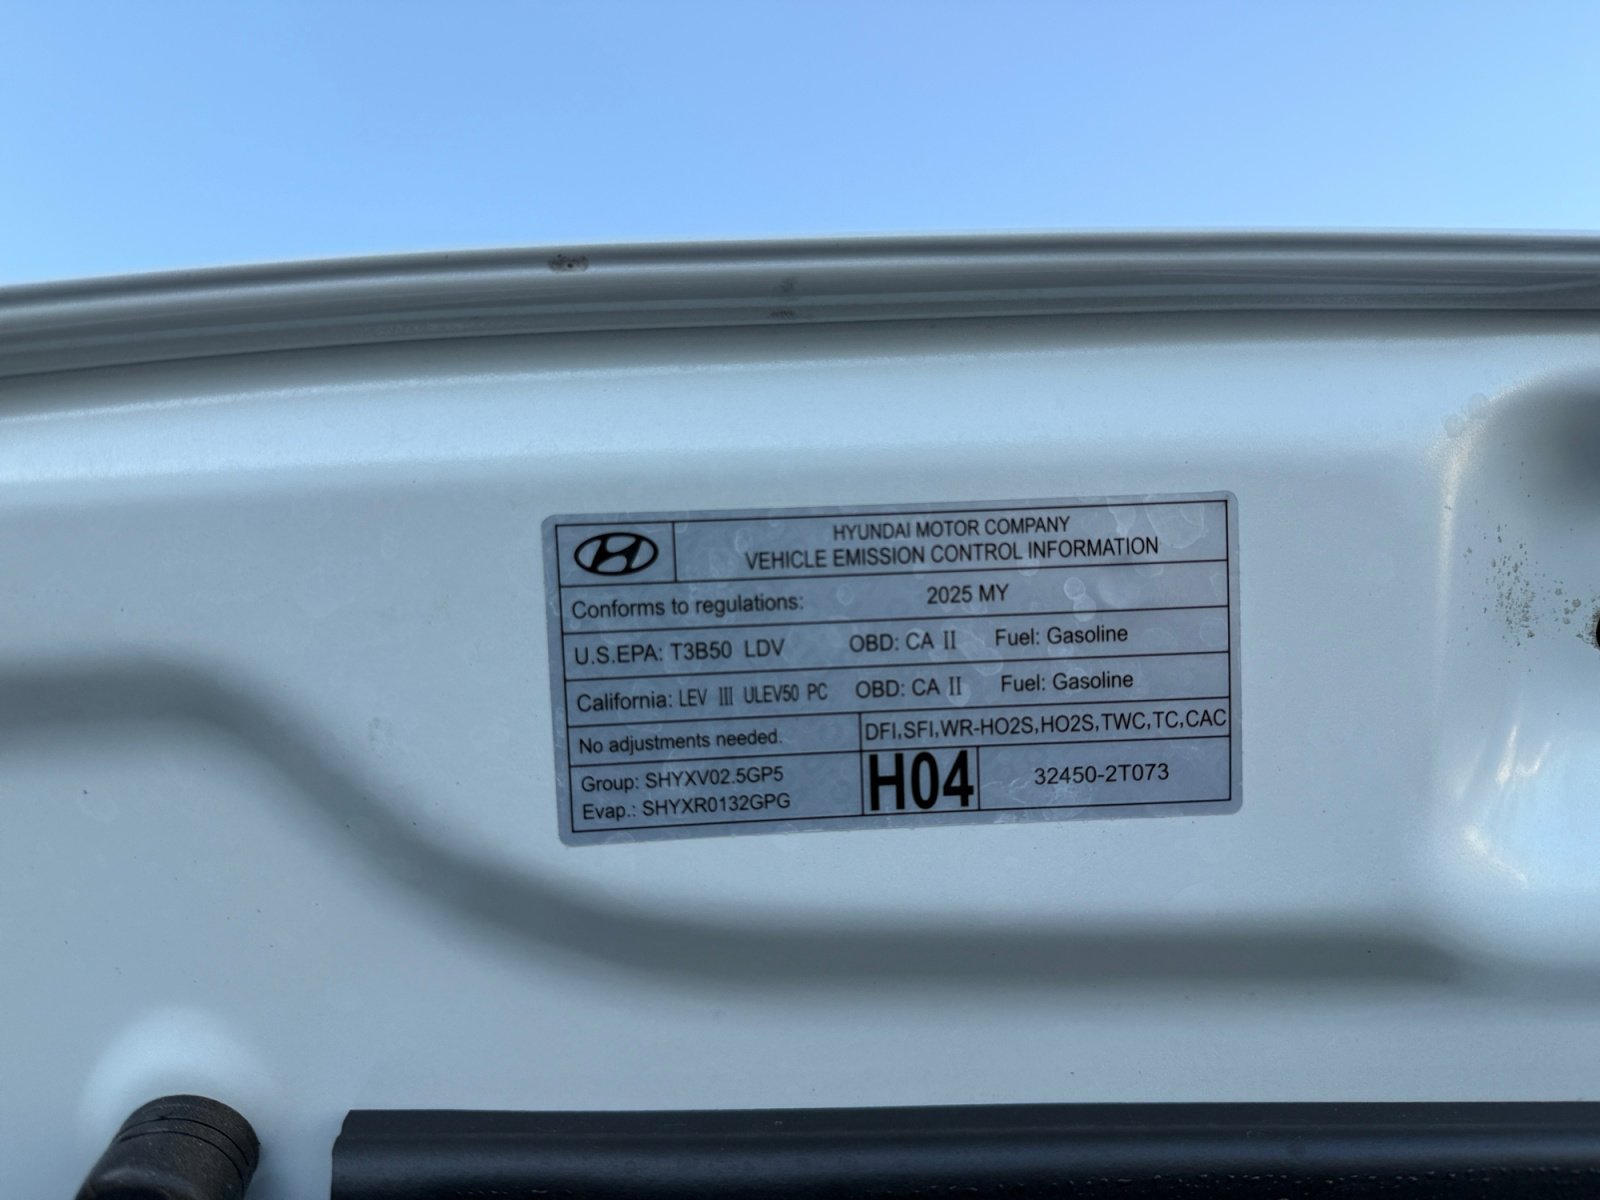 HYUNDAI MOTOR COMPANY
VEHICLE EMISSION CONTROL INFORMATION
Conforms to regulations: 2025 MY
U.S.EPA: T3B50 LDV OBD: CA II Fuel: Gasoline
California: LEV III ULEV50 PC OBD: CA II Fuel: Gasoline
No adjustments needed. DFI,SFI,WR-HO2S,HO2S,TWC,TC,CAC
Group: SHYXV02.5GP5
Evap.: SHYXR0132GPG
H04 32450-2T073